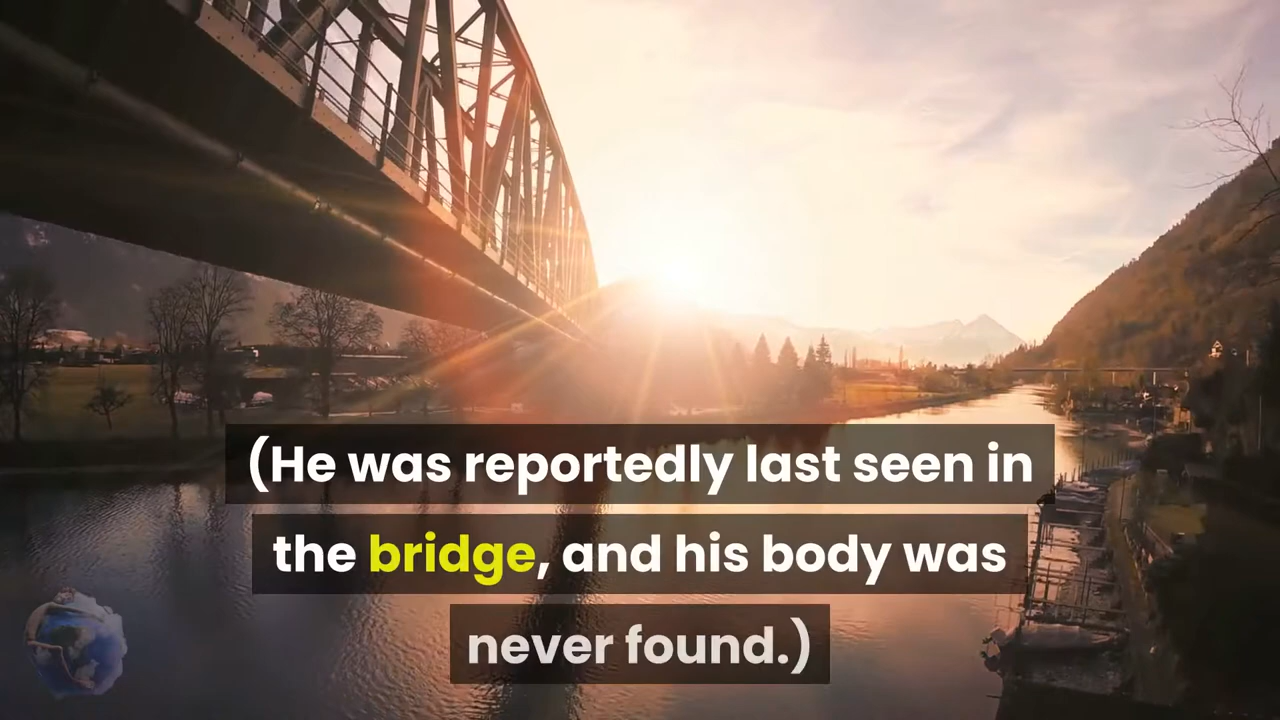 (He was reportedly last seen in
the bridge, and his body was
never found.)